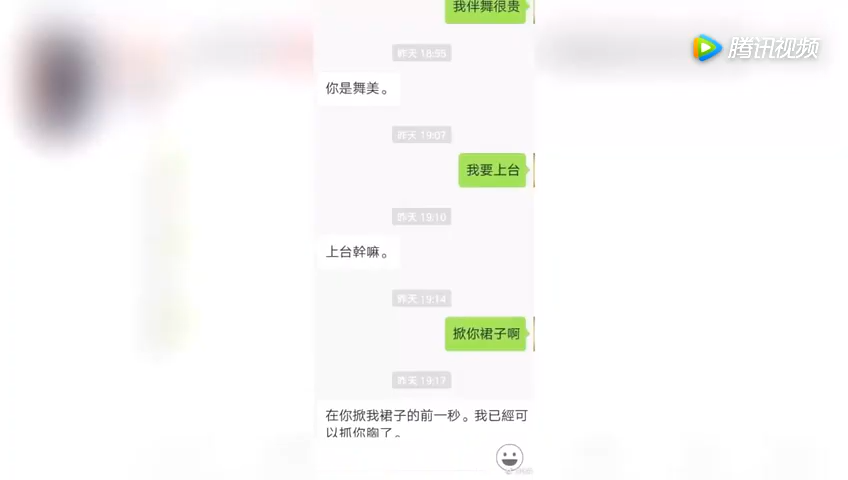 我伴舞很贵
腾讯视频
昨天 18:55
你是舞美。
昨天 19:07
我要上台
昨天 19:10
上台幹嘛。
昨天 19:14
掀你裙子啊
昨天 19:17
在你掀我裙子的前一秒。我已經可
以抓你胸了。